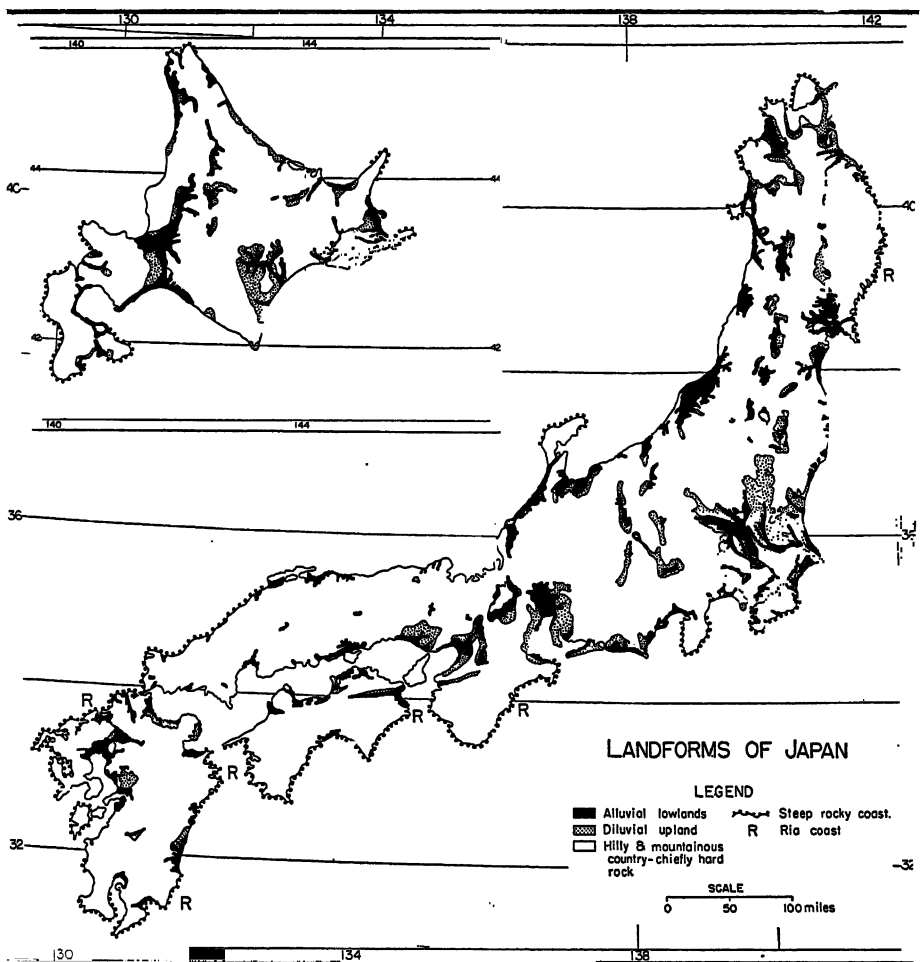 130 134 138 142
140 144
44 44
40
40
R
42 42
140 144
36
R
R
R
R
R
LANDFORMS OF JAPAN
LEGEND
Alluvial lowlands Steep rocky coast.
Diluvial upland R Ria coast
Hilly & mountainous
country-chiefly hard
rock
32
32
SCALE
0 50 100 miles
130 134 138